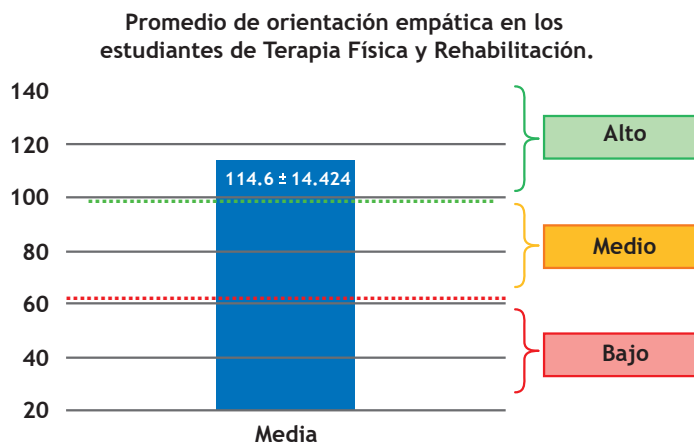 Promedio de orientación empática en los
estudiantes de Terapia Física y Rehabilitación.
140
120
100
80
60
40
20
114.6 ± 14.424
Media
Alto
Medio
Bajo